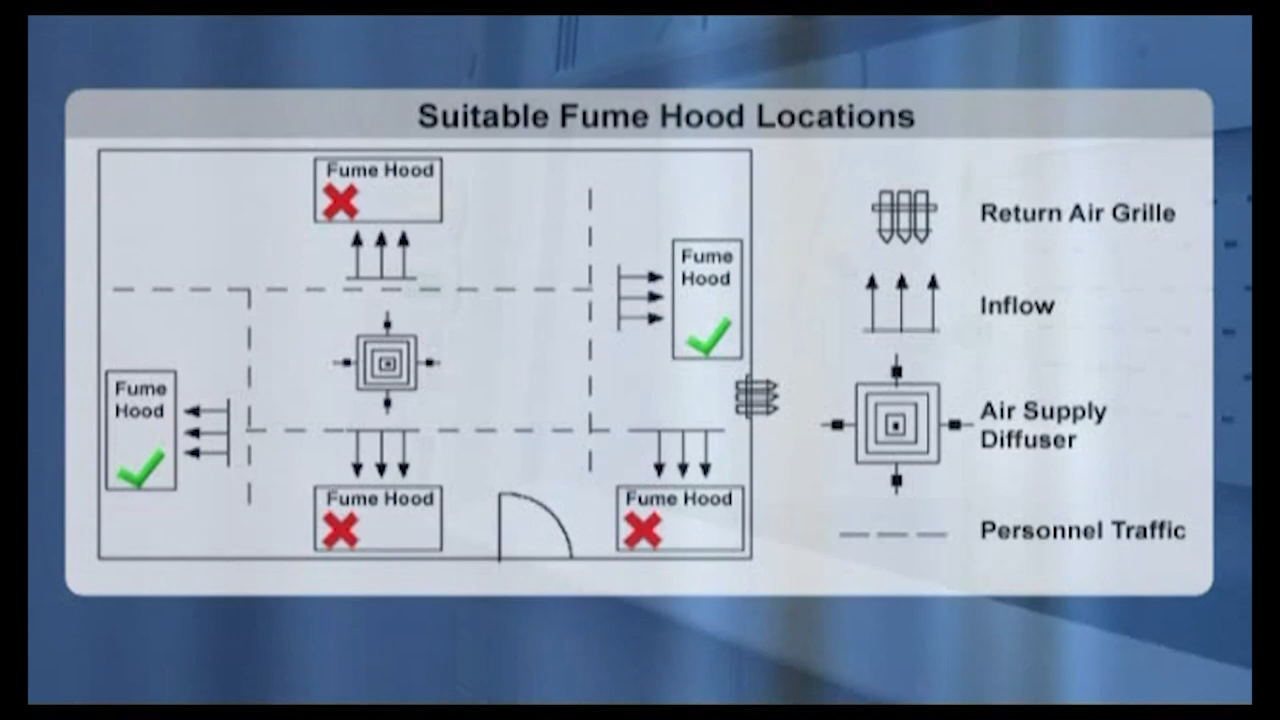 Suitable Fume Hood Locations
Fume Hood
Fume
Hood
Fume
Hood
Fume Hood
Fume Hood
Return Air Grille
Inflow
Air Supply
Diffuser
Personnel Traffic